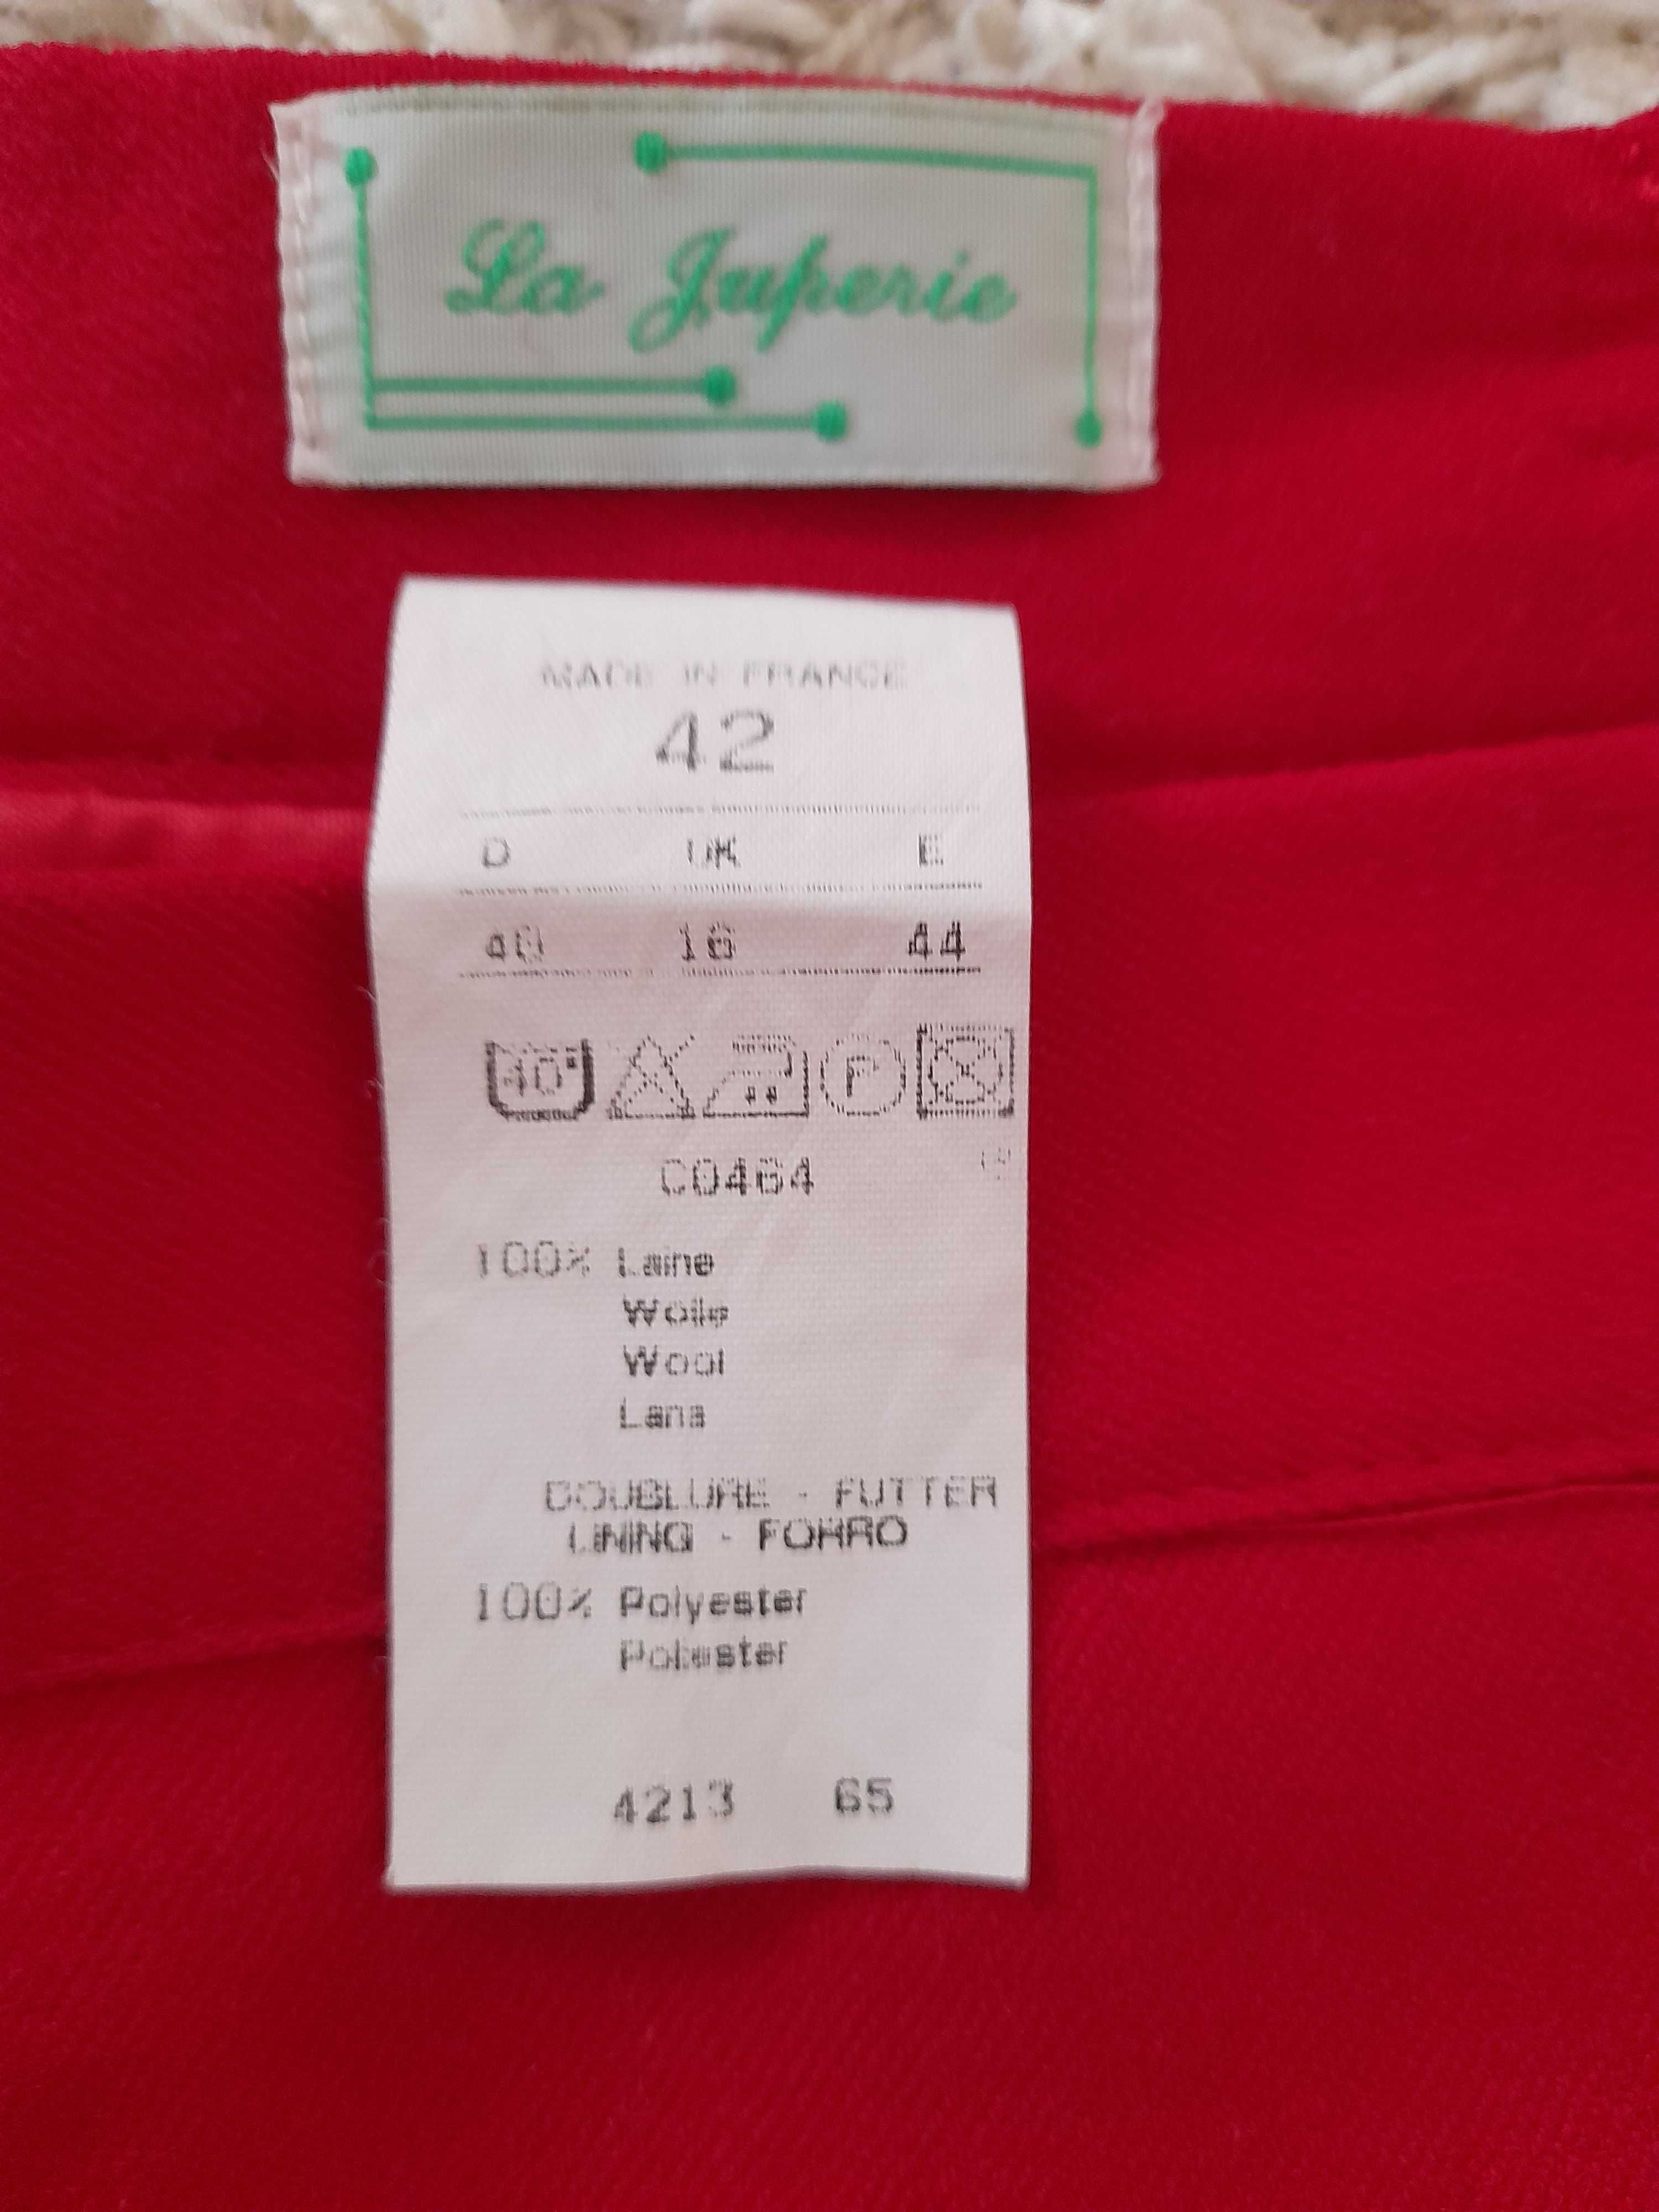 La Juperie
MADE IN FRANCE
42
D UK E
40 16 44
40° P
C0464
100% Laine
Wolle
Wool
Lana
DOUBLURE - FUTTER
LINING - FORRO
100% Polyester
Poliester
4213 65